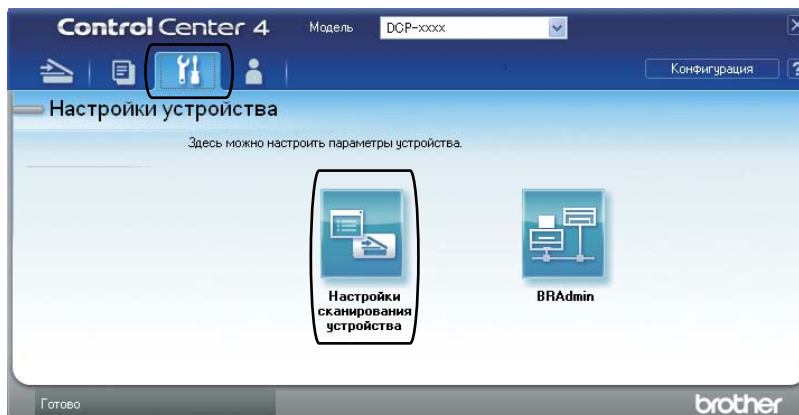 Control Center 4 Модель DCP-xxxx
Конфигурация ?
Настройки устройства
Здесь можно настроить параметры устройства.
Настройки
сканирования
устройства
BRAdmin
Готово
brother